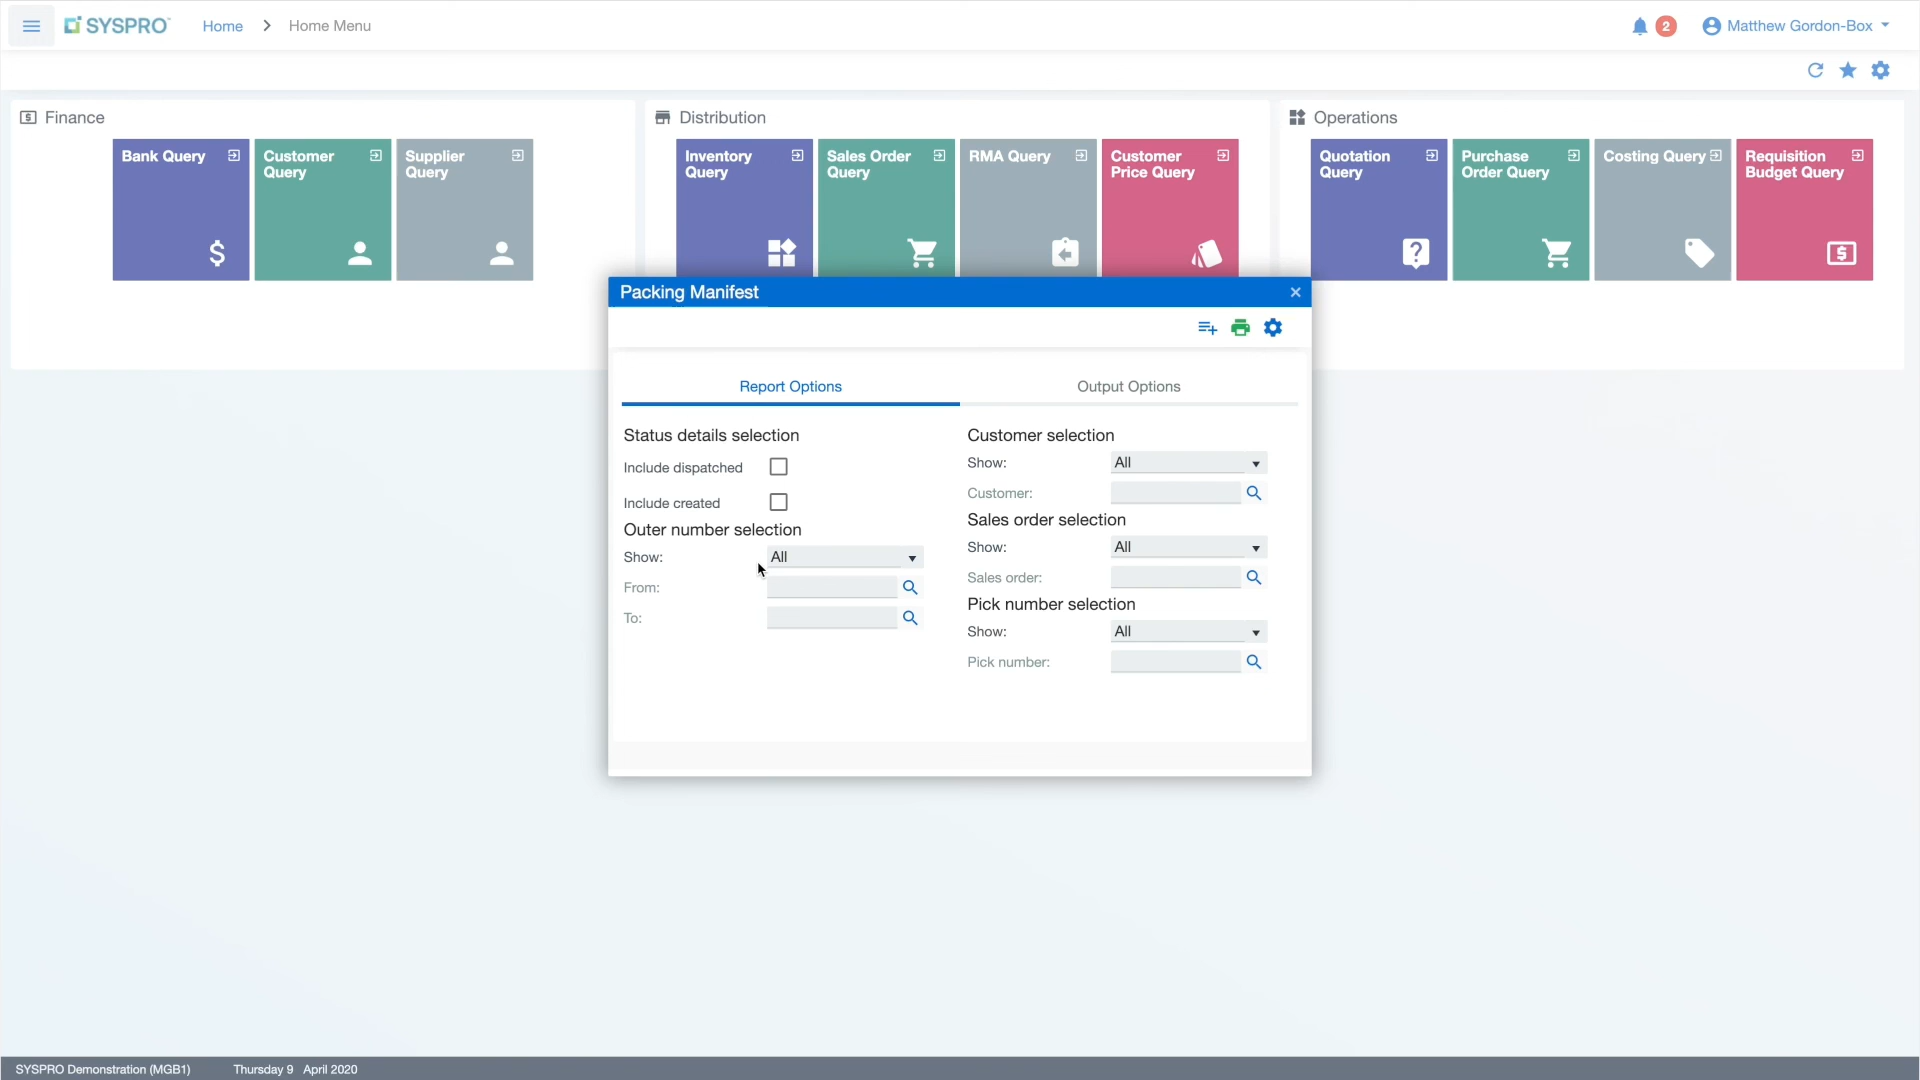 SYSPRO
Home
Home Menu
2
Matthew Gordon-Box
Finance
Bank Query
Customer
Query
Supplier
Query
Distribution
Inventory
Query
Sales Order
Query
RMA Query
Customer
Price Query
Operations
Quotation
Query
Purchase
Order Query
Costing Query
Requisition
Budget Query
Packing Manifest
Report Options
Output Options
Status details selection
Include dispatched
Include created
Outer number selection
Show:
All
From:
To:
Customer selection
Show:
All
Customer:
Sales order selection
Show:
All
Sales order:
Pick number selection
Show:
All
Pick number:
SYSPRO Demonstration (MGB1)
Thursday 9 April 2020